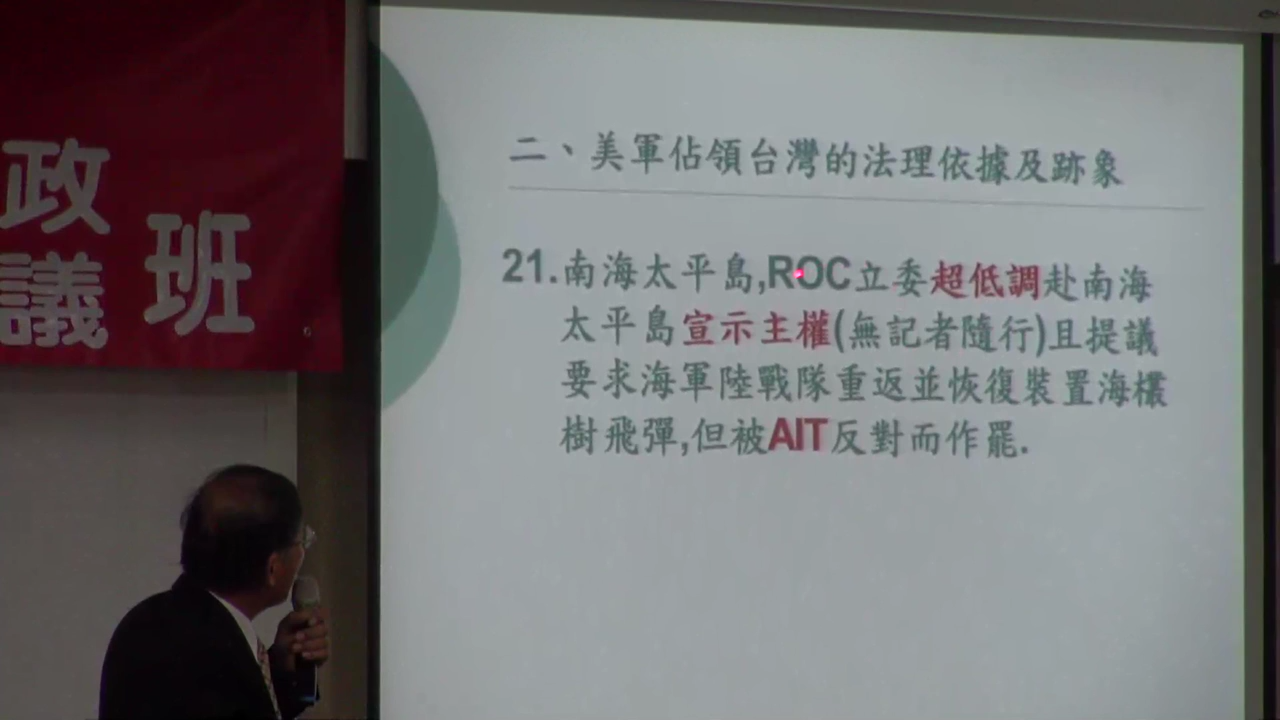 政
議
班
二、美軍佔領台灣的法理依據及跡象
21.南海太平島,ROC立委超低調赴南海
太平島宣示主權(無記者隨行)且提議
要求海軍陸戰隊重返並恢復裝置海欉
樹飛彈,但被AIT反對而作罷.